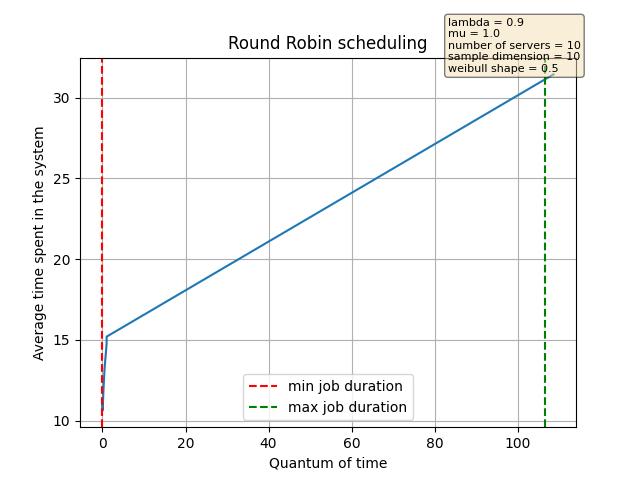 lambda = 0.9
mu = 1.0
number of servers = 10
sample dimension = 10
weibull shape = 0.5
Round Robin scheduling
30
25
20
15
10
Average time spent in the system
min job duration
max job duration
0 20 40 60 80 100
Quantum of time